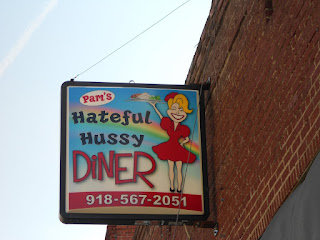 Pam's
Hateful
Hussy
DiNER
918-567-2051